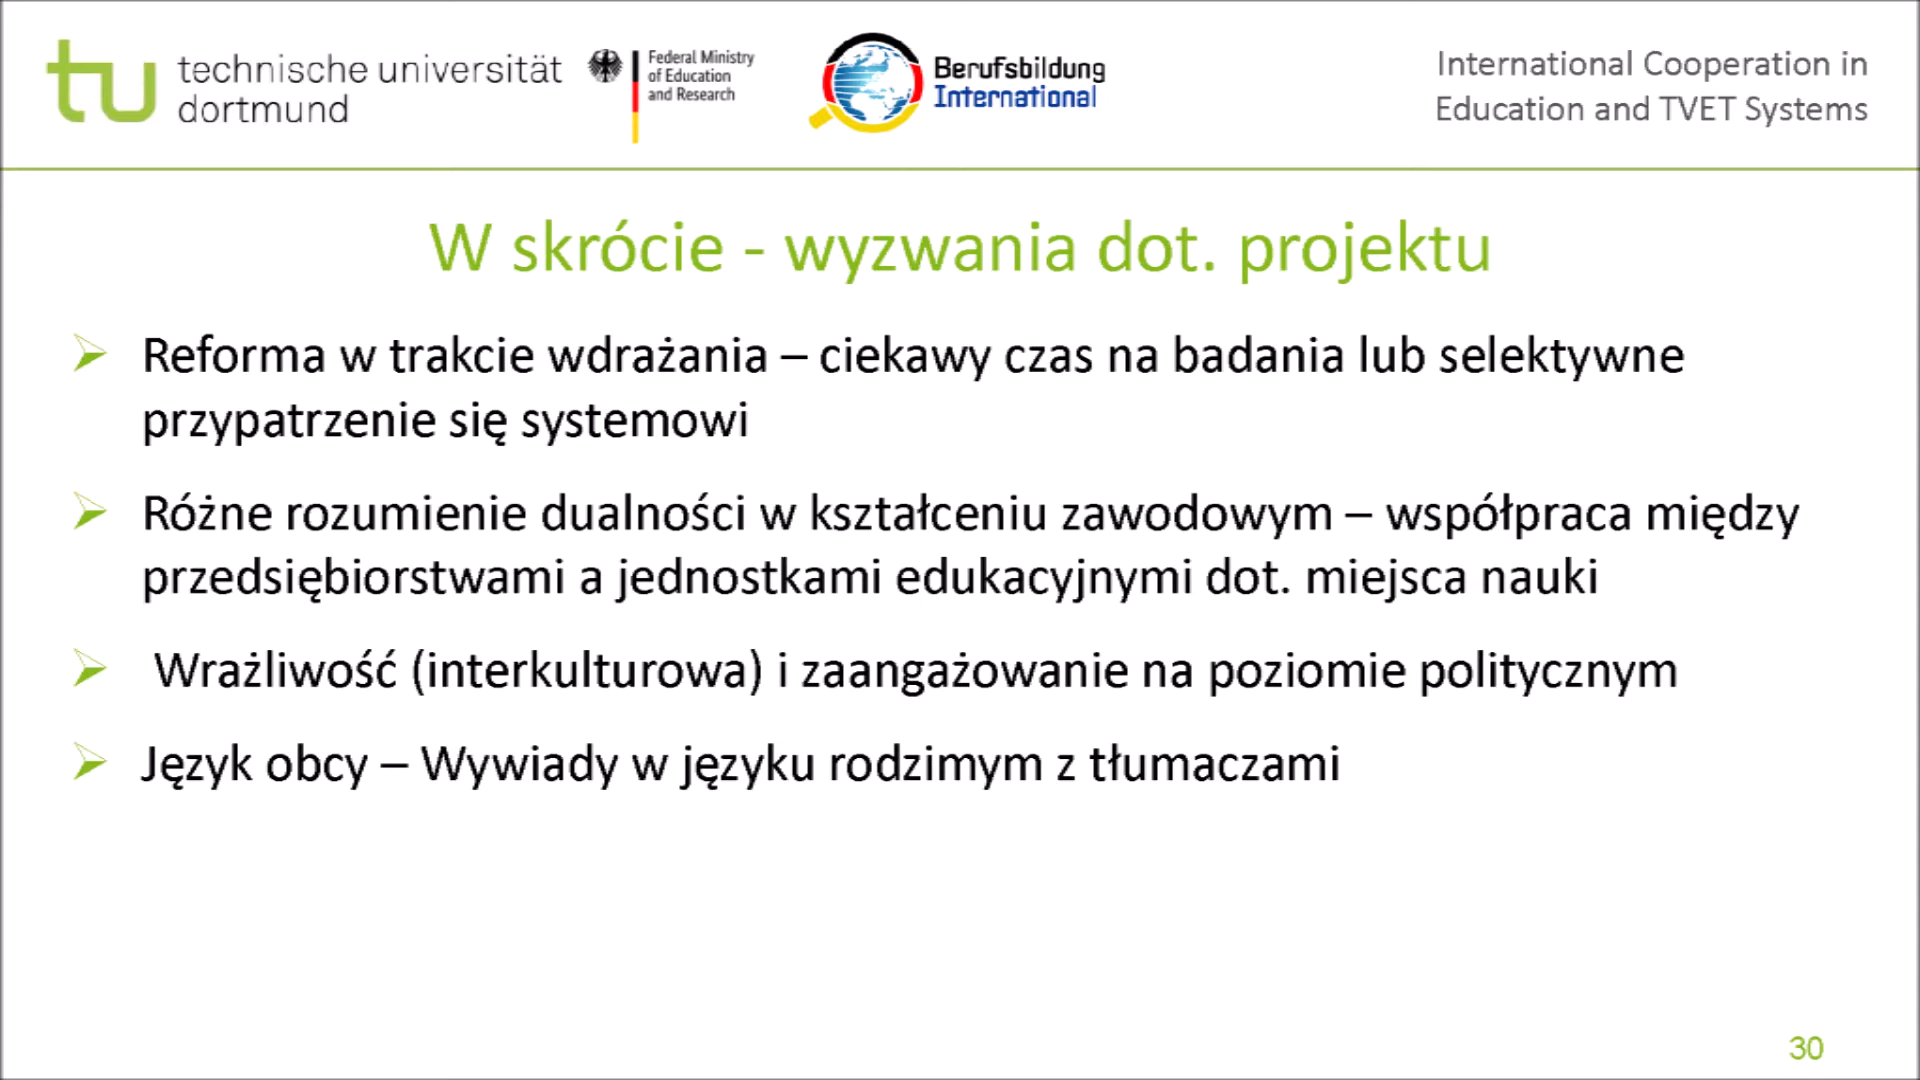 technische universität
dortmund
Federal Ministry
of Education
and Research
Berufsbildung
International
International Cooperation in
Education and TVET Systems
W skrócie - wyzwania dot. projektu
Reforma w trakcie wdrażania – ciekawy czas na badania lub selektywne
przypatrzenie się systemowi
Różne rozumienie dualności w kształceniu zawodowym – współpraca między
przedsiębiorstwami a jednostkami edukacyjnymi dot. miejsca nauki
Wrażliwość (interkulturowa) i zaangażowanie na poziomie politycznym
Język obcy – Wywiady w języku rodzimym z tłumaczami
30